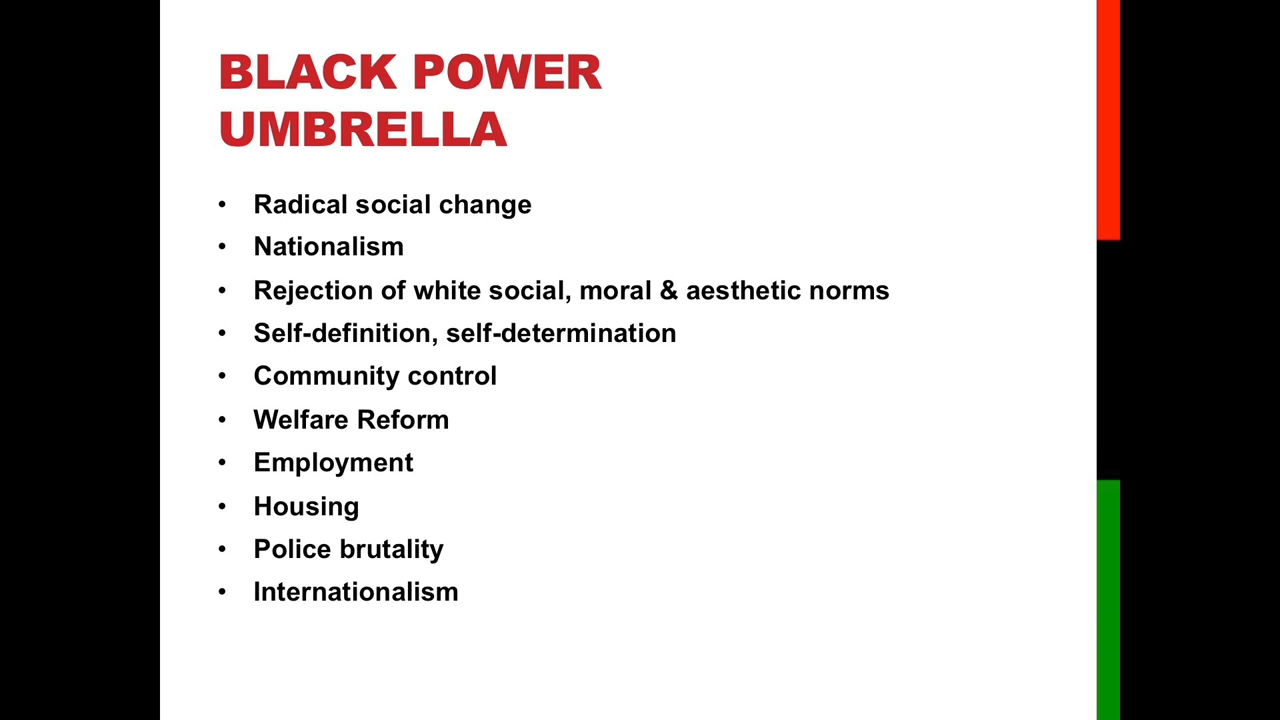 BLACK POWER
UMBRELLA
• Radical social change
• Nationalism
• Rejection of white social, moral & aesthetic norms
• Self-definition, self-determination
• Community control
• Welfare Reform
• Employment
• Housing
• Police brutality
• Internationalism